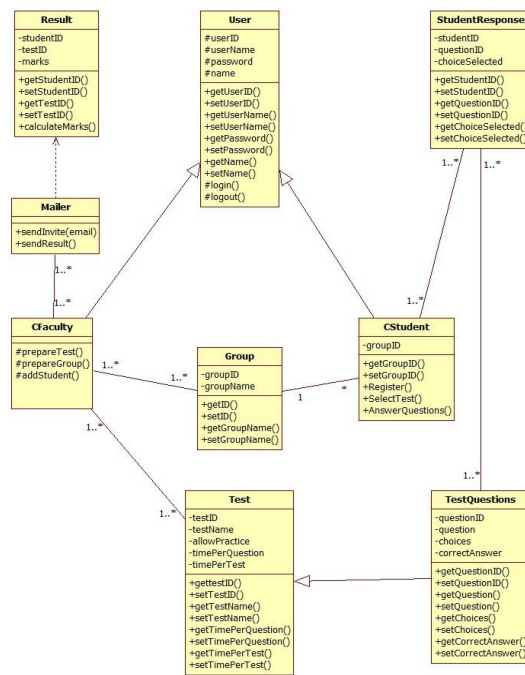 Result
-studentID
-testID
-marks
+getStudentID()
+setStudentID()
+getTestID()
+setTestID()
+calculateMarks()
User
#userID
#userName
#password
#name
+getUserID()
+setUserID()
+getUserName()
+setUserName()
+getPassword()
+setPassword()
+getName()
+setName()
#login()
#logout()
StudentResponse
-studentID
-questionID
-choiceSelected
+getStudentID()
+setStudentID()
+getQuestionID()
+setQuestionID()
+getChoiceSelected()
+setChoiceSelected()
1..*
1..*
Mailer
+sendInvite(email)
+sendResult()
1..*
1..*
CFaculty
#prepareTest()
#prepareGroup()
#addStudent()
1..*
1..*
1..*
Group
-groupID
-groupName
+getID()
+setID()
+getGroupName()
+setGroupName()
1
*
1..*
CStudent
-groupID
+getGroupID()
+setGroupID()
+Register()
+SelectTest()
+AnswerQuestions()
1..*
Test
-testID
-testName
-allowPractice
-timePerQuestion
-timePerTest
+gettestID()
+setTestID()
+getTestName()
+setTestName()
+getTimePerQuestion()
+setTimePerQuestion()
+getTimePerTest()
+setTimePerTest()
1..*
TestQuestions
-questionID
-question
-choices
-correctAnswer
+getQuestionID()
+setQuestionID()
+getQuestion()
+setQuestion()
+getChoices()
+setChoices()
+getCorrectAnswer()
+setCorrectAnswer()